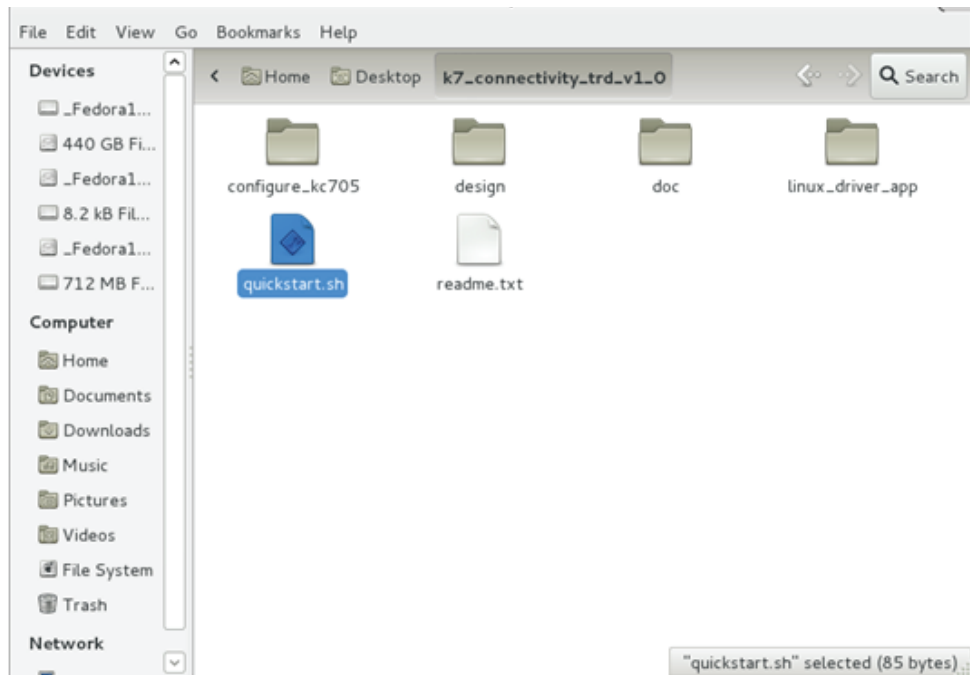 File Edit View Go Bookmarks Help
Devices
_Fedora1...
440 GB Fi...
_Fedora1...
8.2 kB Fil...
_Fedora1...
712 MB F...
Computer
Home
Documents
Downloads
Music
Pictures
Videos
File System
Trash
Network
Home Desktop k7_connectivity_trd_v1_0 Search
configure_kc705 design doc linux_driver_app
quickstart.sh readme.txt
"quickstart.sh" selected (85 bytes)